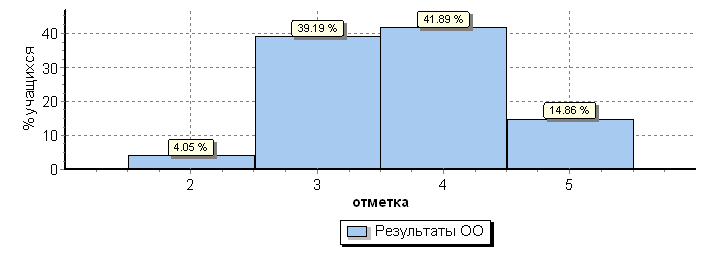 % учащихся
40
30
20
10
0
4.05 %
39.19 %
41.89 %
14.86 %
2 3 4 5
отметка
Результаты ОО